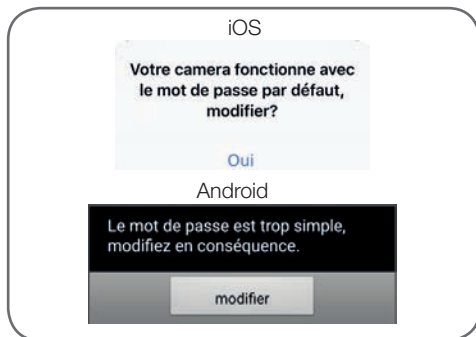 iOS
Votre camera fonctionne avec
le mot de passe par défaut,
modifier?
Oui
Android
Le mot de passe est trop simple,
modifiez en conséquence.
modifier